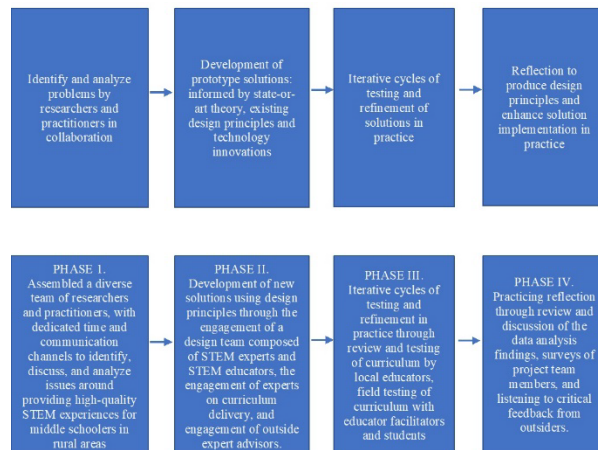 Identify and analyze
problems by
researchers and
practitioners in
collaboration
Development of
prototype solutions:
informed by state-or-
art theory, existing
design principles and
technology
innovations
Iterative cycles of
testing and
refinement of
solutions in
practice
Reflection to
produce design
principles and
enhance solution
implementation in
practice
PHASE 1.
Assembled a diverse
team of researchers
and practitioners, with
dedicated time and
communication
channels to identify,
discuss, and analyze
issues around
providing high-quality
STEM experiences for
middle schoolers in
rural areas
PHASE II.
Development of new
solutions using design
principles through the
engagement of a
design team composed
of STEM experts and
STEM educators, the
engagement of experts
on curriculum
delivery, and
engagement of outside
expert advisors.
PHASE III.
Iterative cycles of
testing and
refinement in
practice through
review and testing
of curriculum by
local educators,
field testing of
curriculum with
educator facilitators
and students
PHASE IV.
Practicing reflection
through review and
discussion of the
data analysis
findings, surveys of
project team
members, and
listening to critical
feedback from
outsiders.